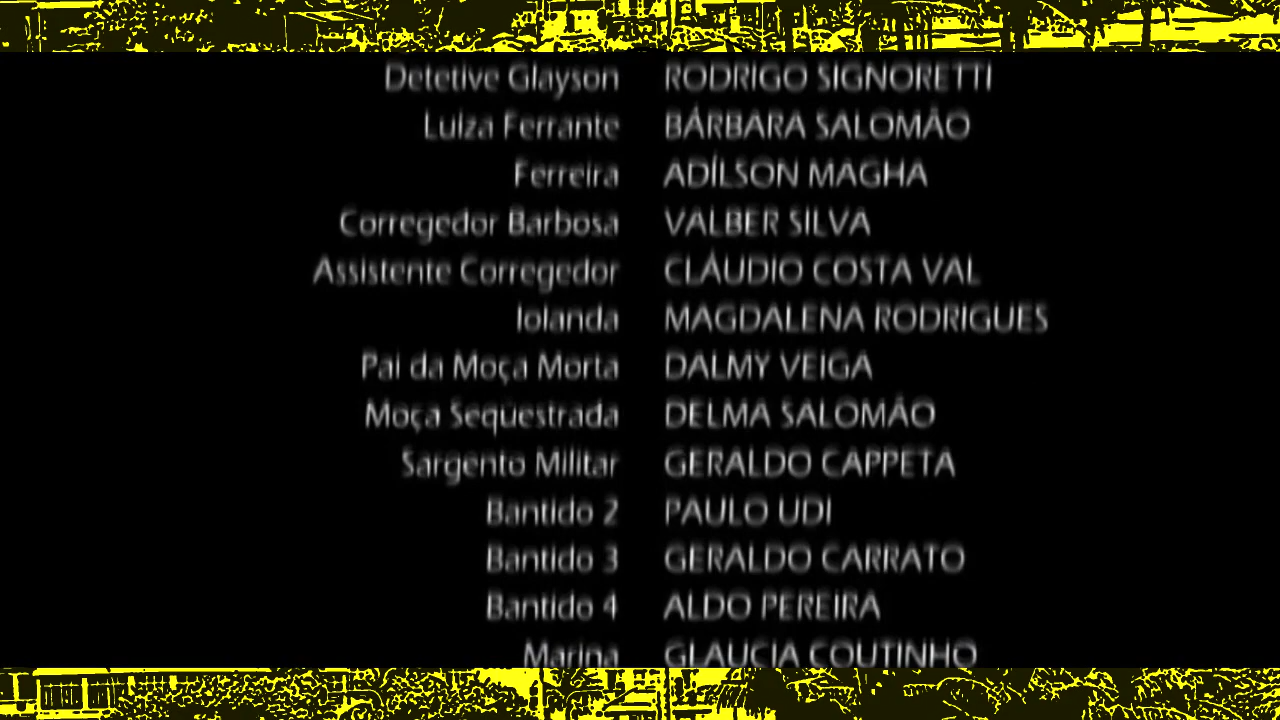 Detetive Glayson RODRIGO SIGNORETTI
Luiza Ferrante BÁRBARA SALOMÃO
Ferreira ADÍLSON MAGHA
Corregedor Barbosa VALBER SILVA
Assistente Corregedor CLÁUDIO COSTA VAL
Iolanda MAGDALENA RODRIGUES
Pai da Moça Morta DALMY VEIGA
Moça Seqüestrada DELMA SALOMÃO
Sargento Militar GERALDO CAPPETA
Bantido 2 PAULO UDI
Bantido 3 GERALDO CARRATO
Bantido 4 ALDO PEREIRA
Marina GLAUCIA COUTINHO